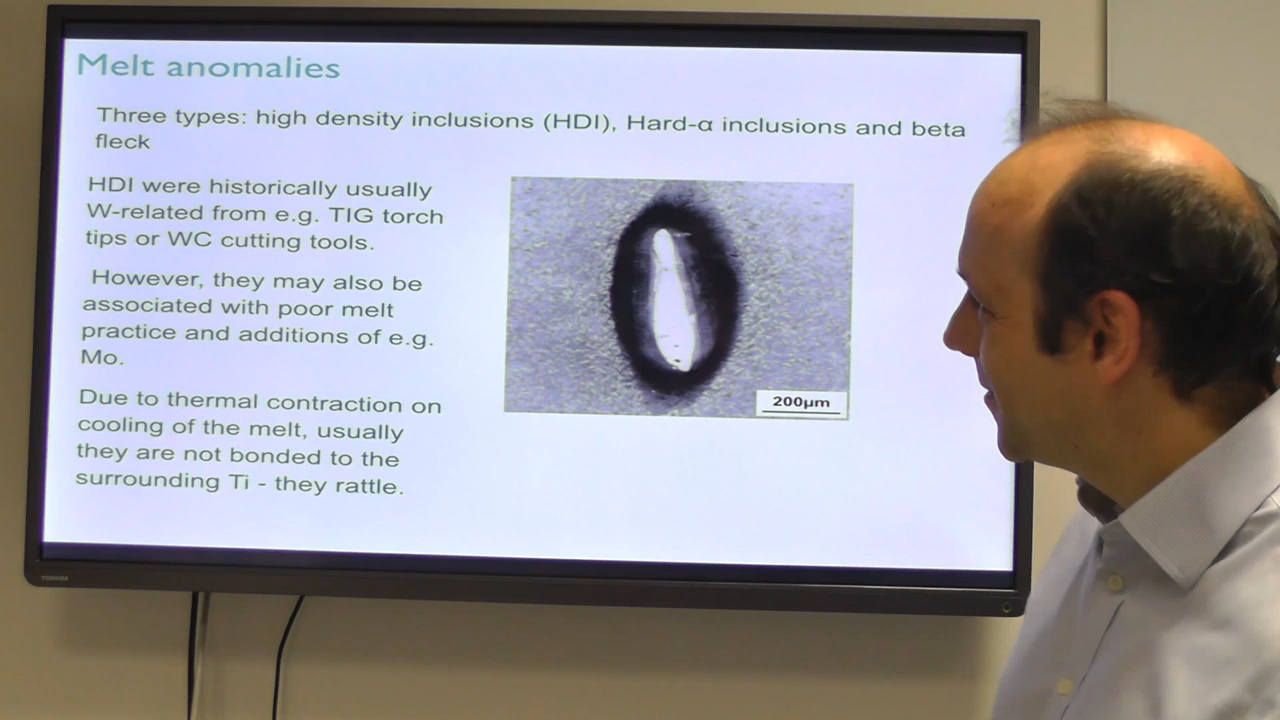 Melt anomalies
Three types: high density inclusions (HDI), Hard-α inclusions and beta
fleck
HDI were historically usually
W-related from e.g. TIG torch
tips or WC cutting tools.
However, they may also be
associated with poor melt
practice and additions of e.g.
Mo.
Due to thermal contraction on
cooling of the melt, usually
they are not bonded to the
surrounding Ti - they rattle.
200µm
TOSHIBA